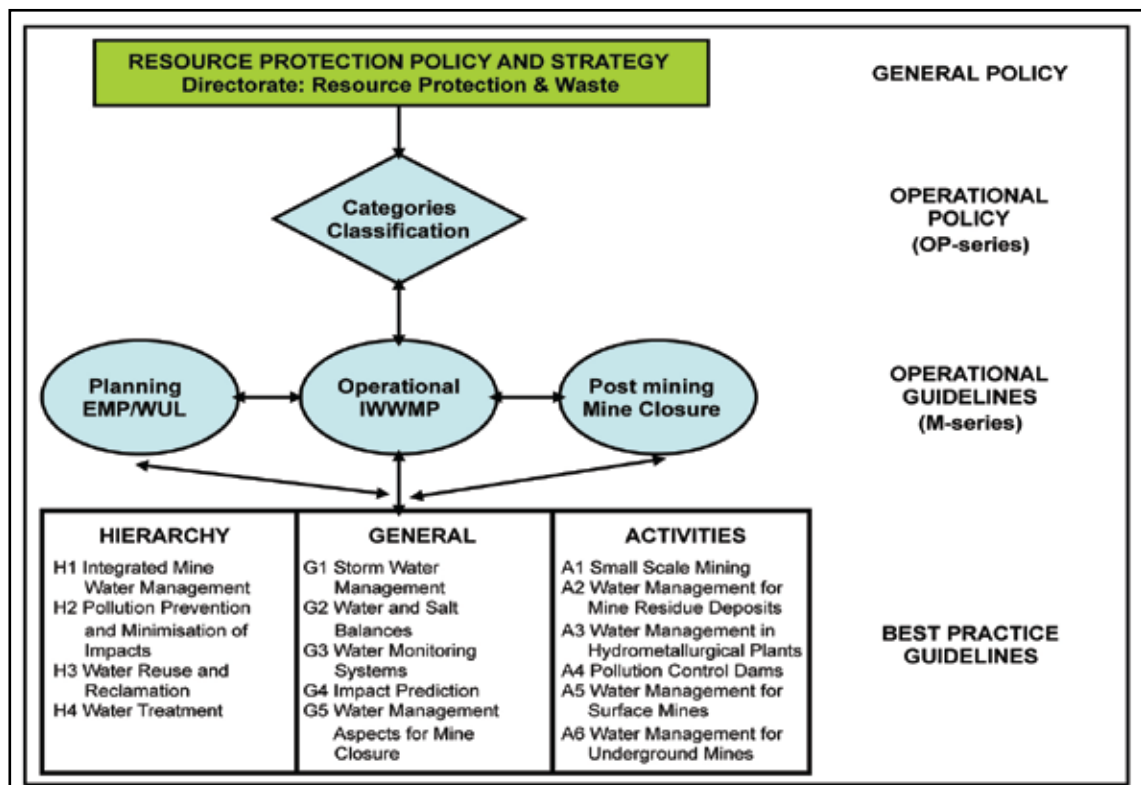 RESOURCE PROTECTION POLICY AND STRATEGY
Directorate: Resource Protection & Waste
GENERAL POLICY
Categories
Classification
OPERATIONAL
POLICY
(OP-series)
Planning
EMP/WUL
Operational
IWWMP
Post mining
Mine Closure
OPERATIONAL
GUIDELINES
(M-series)
HIERARCHY
H1 Integrated Mine
Water Management
H2 Pollution Prevention
and Minimisation of
Impacts
H3 Water Reuse and
Reclamation
H4 Water Treatment
GENERAL
G1 Storm Water
Management
G2 Water and Salt
Balances
G3 Water Monitoring
Systems
G4 Impact Prediction
G5 Water Management
Aspects for Mine
Closure
ACTIVITIES
A1 Small Scale Mining
A2 Water Management for
Mine Residue Deposits
A3 Water Management in
Hydrometallurgical Plants
A4 Pollution Control Dams
A5 Water Management for
Surface Mines
A6 Water Management for
Underground Mines
BEST PRACTICE
GUIDELINES